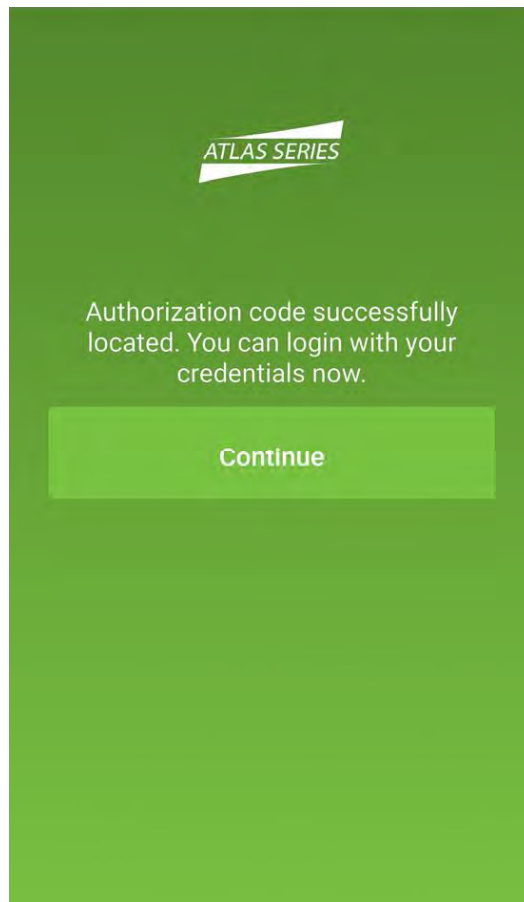 ATLAS SERIES
Authorization code successfully
located. You can login with your
credentials now.
Continue